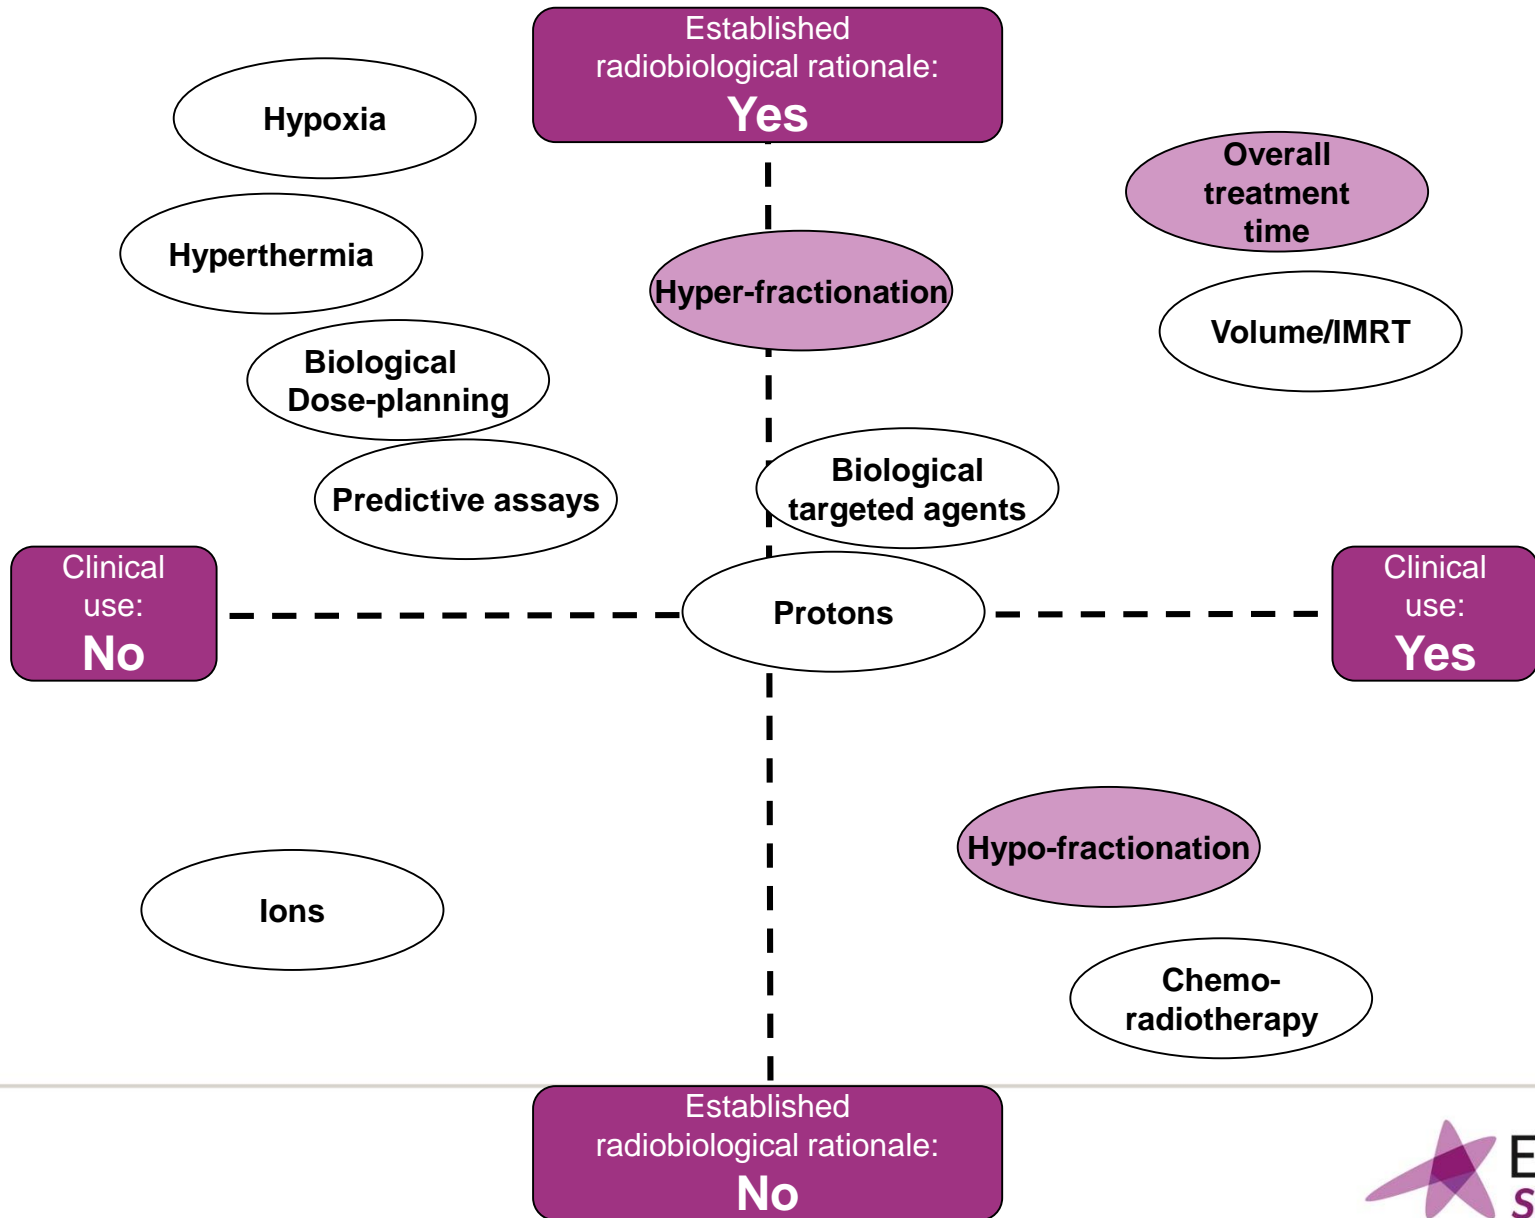 Established
radiobiological rationale:
Yes
Hypoxia
Overall
treatment
time
Hyperthermia
Hyper-fractionation
Volume/IMRT
Biological
Dose-planning
Biological
targeted agents
Predictive assays
Clinical
use:
No
Protons
Clinical
use:
Yes
Hypo-fractionation
Ions
Chemo-
radiotherapy
Established
radiobiological rationale:
No